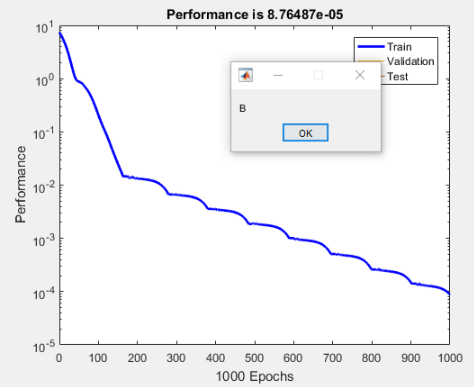 Performance is 8.76487e-05
Train
Validation
Test
B
OK
Performance
10^1
10^0
10^-1
10^-2
10^-3
10^-4
10^-5
0 100 200 300 400 500 600 700 800 900 1000
1000 Epochs